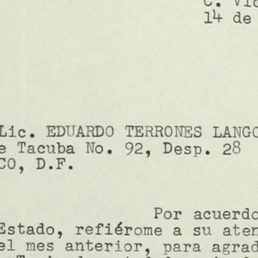 C. Vic
14 de
Lic. EDUARDO TERRONES LANGO
e Tacuba No. 92, Desp. 28
CO, D.F.
Por acuerdo
Estado, refiérome a su aten
el mes anterior, para agrad